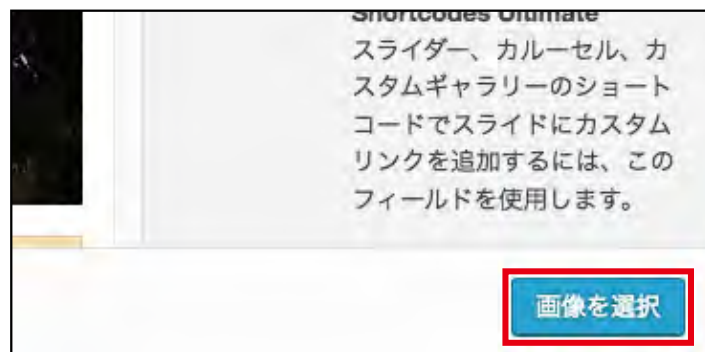 Shortcodes Ultimate
スライダー、カルーセル、カ
スタムギャラリーのショート
コードでスライドにカスタム
リンクを追加するには、この
フィールドを使用します。
画像を選択